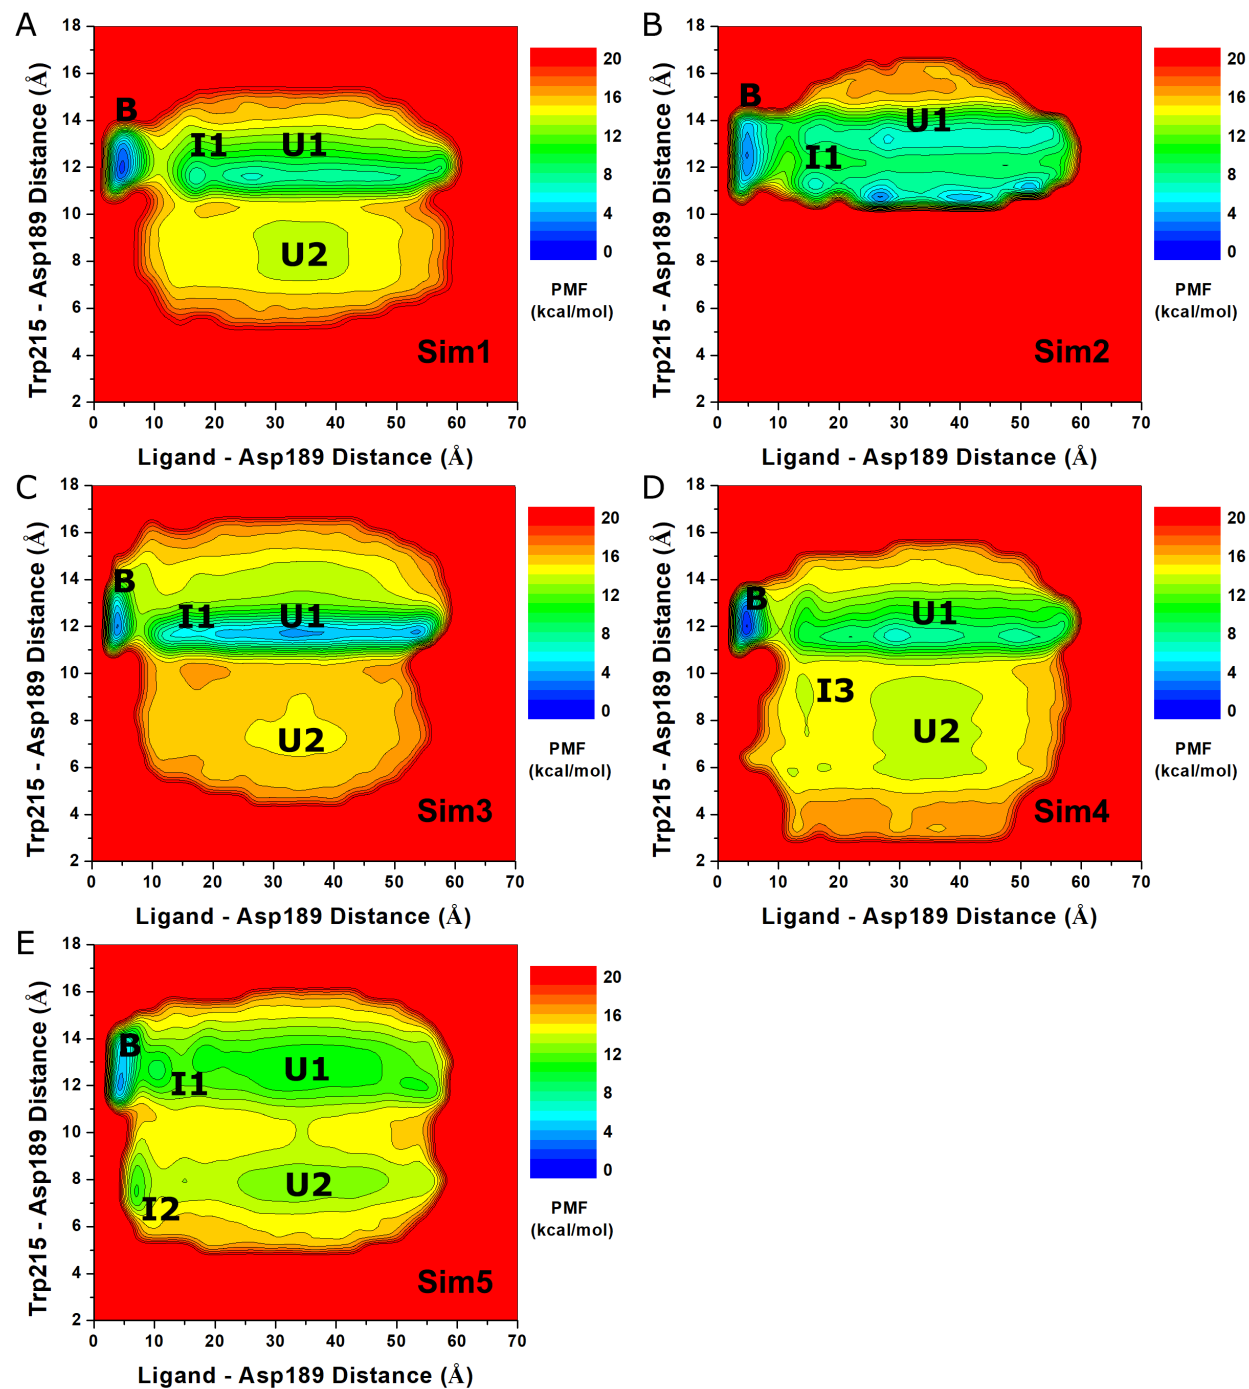 A
Trp215 - Asp189 Distance (Å)
18
16
14
12
10
8
6
4
2
B
I1
U1
U2
Sim1
0 10 20 30 40 50 60 70
Ligand - Asp189 Distance (Å)
20
16
12
8
4
0
PMF
(kcal/mol)
B
Trp215 - Asp189 Distance (Å)
18
16
14
12
10
8
6
4
2
B
U1
I1
Sim2
0 10 20 30 40 50 60 70
Ligand - Asp189 Distance (Å)
20
16
12
8
4
0
PMF
(kcal/mol)
C
Trp215 - Asp189 Distance (Å)
18
16
14
12
10
8
6
4
2
B
I1
U1
U2
Sim3
0 10 20 30 40 50 60 70
Ligand - Asp189 Distance (Å)
20
16
12
8
4
0
PMF
(kcal/mol)
D
Trp215 - Asp189 Distance (Å)
18
16
14
12
10
8
6
4
2
B
U1
I3
U2
Sim4
0 10 20 30 40 50 60 70
Ligand - Asp189 Distance (Å)
20
16
12
8
4
0
PMF
(kcal/mol)
E
Trp215 - Asp189 Distance (Å)
18
16
14
12
10
8
6
4
2
B
U1
I1
U2
I2
Sim5
0 10 20 30 40 50 60 70
Ligand - Asp189 Distance (Å)
20
16
12
8
4
0
PMF
(kcal/mol)